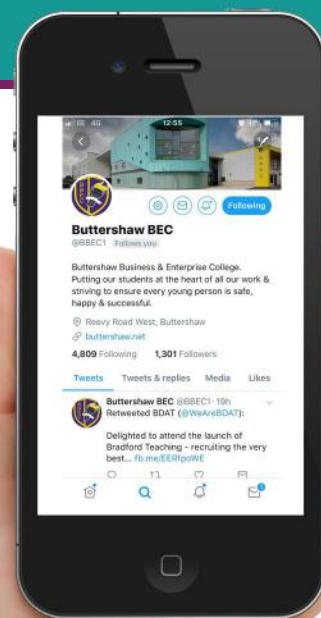 EE 4G 12:55
Following
Buttershaw BEC
@BBEC1 Follows you
Buttershaw Business & Enterprise College.
Putting our students at the heart of all our work &
striving to ensure every young person is safe,
happy & successful.
Reevy Road West, Buttershaw
buttershaw.net
4,809 Following 1,301 Followers
Tweets Tweets & replies Media Likes
Buttershaw BEC @BBEC1 · 19h
Retweeted BDAT (@WeAreBDAT):
Delighted to attend the launch of
Bradford Teaching - recruiting the very
best... fb.me/EERfpoWE
1